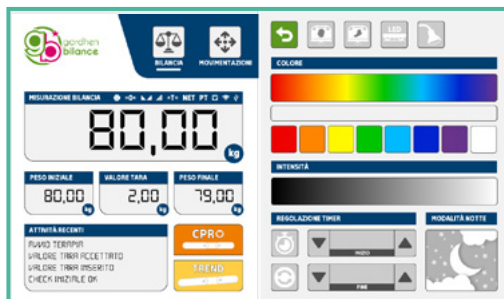 gardhen
bilance
BILANCIA
MOVIMENTAZIONE
MISURAZIONE BILANCIA
NET PT
80,00
kg
PESO INIZIALE
80,00
kg
VALORE TARA
2,00
kg
PESO FINALE
79,00
kg
ATTIVITÀ RECENTI
AVVIO TERAPIA
VALORE TARA ACCETTATO
VALORE TARA INSERITO
CHECK INIZIALE OK
CPR
TREND
LED
COLORE
INTENSITÀ
REGOLAZIONE TIMER
INIZIO
FINE
MODALITÀ NOTTE